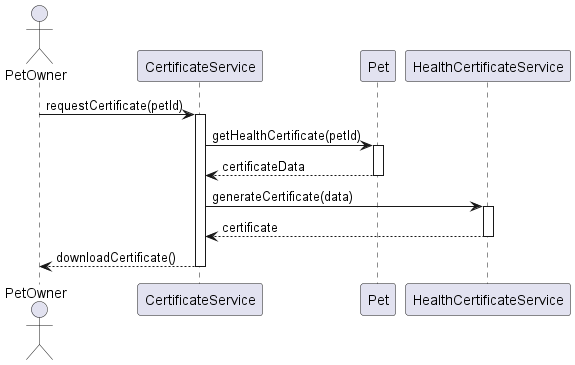 PetOwner
CertificateService
Pet
HealthCertificateService
requestCertificate(petId)
getHealthCertificate(petId)
certificateData
generateCertificate(data)
certificate
downloadCertificate()
PetOwner
CertificateService
Pet
HealthCertificateService